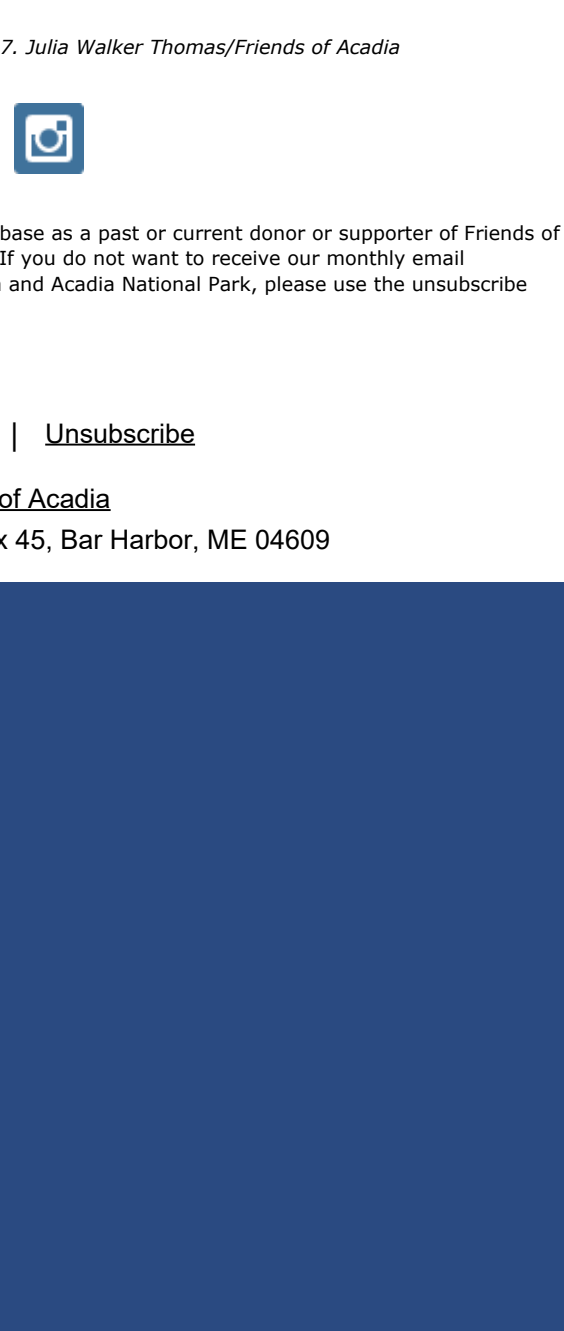 7. Julia Walker Thomas/Friends of Acadia
base as a past or current donor or supporter of Friends of
If you do not want to receive our monthly email
and Acadia National Park, please use the unsubscribe
| Unsubscribe
of Acadia
45, Bar Harbor, ME 04609